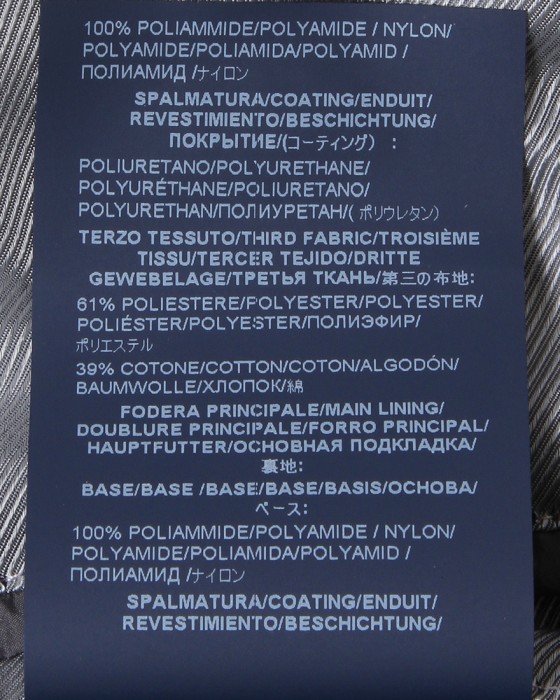 100% POLIAMMIDE/POLYAMIDE / NYLON/
POLYAMIDE/POLIAMIDA/POLYAMID /
ПОЛИАМИД /ナイロン
SPALMATURA/COATING/ENDUIT/
REVESTIMIENTO/BESCHICHTUNG/
ПОКРЫТИЕ/(コーティング） :
POLIURETANO/POLYURETHANE/
POLYURÉTHANE/POLIURETANO/
POLYURETHAN/ПОЛИУРЕТАН/( ポリウレタン）
TERZO TESSUTO/THIRD FABRIC/TROISIÈME
TISSU/TERCER TEJIDO/DRITTE
GEWEBELAGE/ТРЕТЬЯ ТКАНЬ/第三の布地:
61% POLIESTERE/POLYESTER/POLYESTER/
POLIÉSTER/POLYESTER/ПОЛИЭФИР/
ポリエステル
39% COTONE/COTTON/COTON/ALGODÓN/
BAUMWOLLE/ХЛОПОК/綿
FODERA PRINCIPALE/MAIN LINING/
DOUBLURE PRINCIPALE/FORRO PRINCIPAL/
HAUPTFUTTER/ОСНОВНАЯ ПОДКЛАДКА/
裏地:
BASE/BASE /BASE/BASE/BASIS/ОСНОВА/
ベース:
100% POLIAMMIDE/POLYAMIDE / NYLON/
POLYAMIDE/POLIAMIDA/POLYAMID /
ПОЛИАМИД /ナイロン
SPALMATURA/COATING/ENDUIT/
REVESTIMIENTO/BESCHICHTUNG/